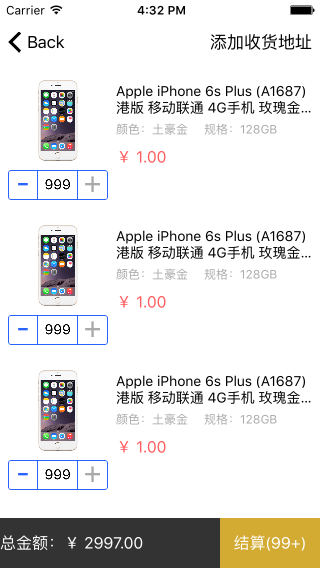 Carrier 4:32 PM
Back 添加收货地址
Apple iPhone 6s Plus (A1687)
港版 移动联通 4G手机 玫瑰金...
颜色：土豪金 规格：128GB
￥ 1.00
- 999 +
Apple iPhone 6s Plus (A1687)
港版 移动联通 4G手机 玫瑰金...
颜色：土豪金 规格：128GB
￥ 1.00
- 999 +
Apple iPhone 6s Plus (A1687)
港版 移动联通 4G手机 玫瑰金...
颜色：土豪金 规格：128GB
￥ 1.00
- 999 +
总金额：￥ 2997.00 结算(99+)